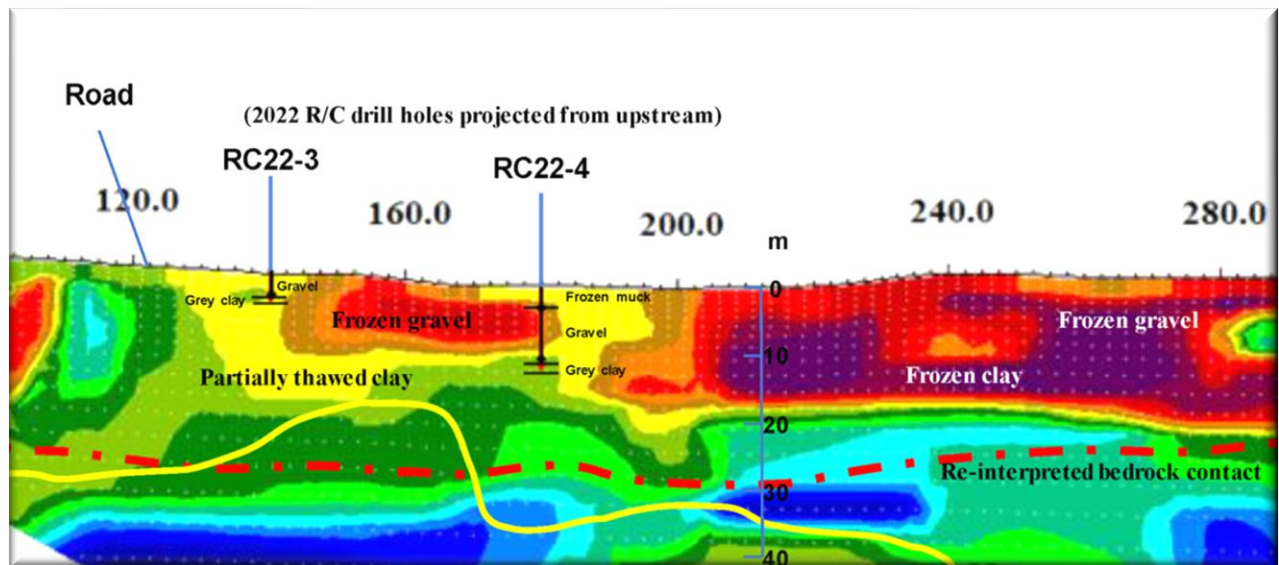 Road
(2022 R/C drill holes projected from upstream)
RC22-3
RC22-4
120.0
160.0
200.0
240.0
280.0
m
0
Gravel
Grey clay
Frozen muck
Frozen gravel
Gravel
Frozen gravel
10
Grey clay
Partially thawed clay
Frozen clay
20
Re-interpreted bedrock contact
30
40